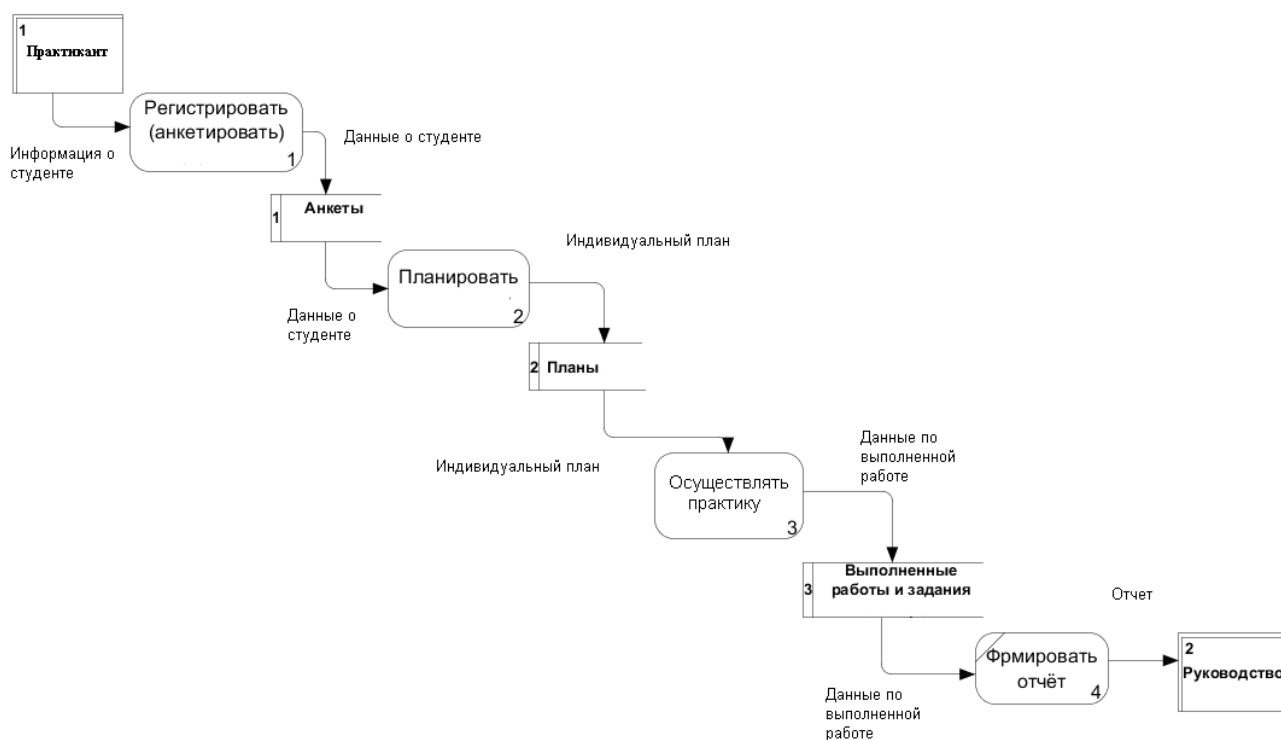 1
Практикант
Регистрировать
(анкетировать)
1
Информация о
студенте
Данные о студенте
1
Анкеты
Индивидуальный план
Планировать
2
Данные о
студенте
2 Планы
Индивидуальный план
Данные по
выполненной
работе
Осуществлять
практику
3
3
Выполненные
работы и задания
Отчет
Фрмировать
отчёт
4
2
Руководство
Данные по
выполненной
работе